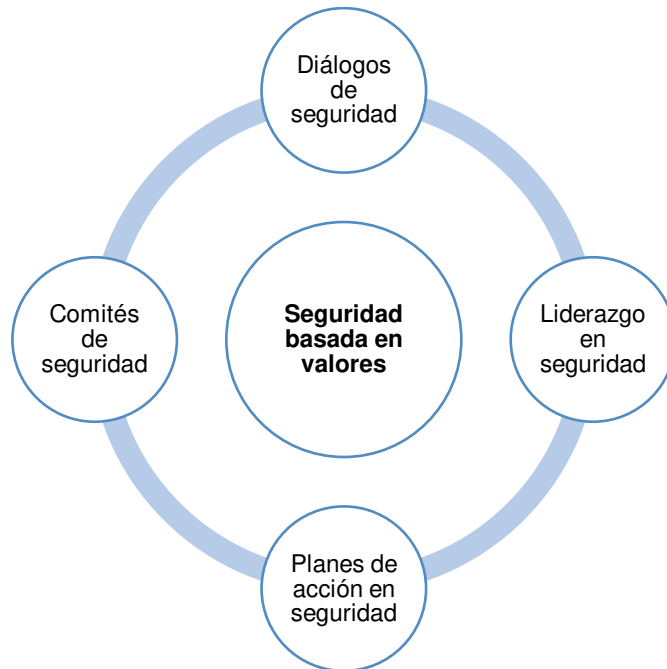 Diálogos
de
seguridad
Comités
de
seguridad
Seguridad
basada en
valores
Liderazgo
en
seguridad
Planes de
acción en
seguridad